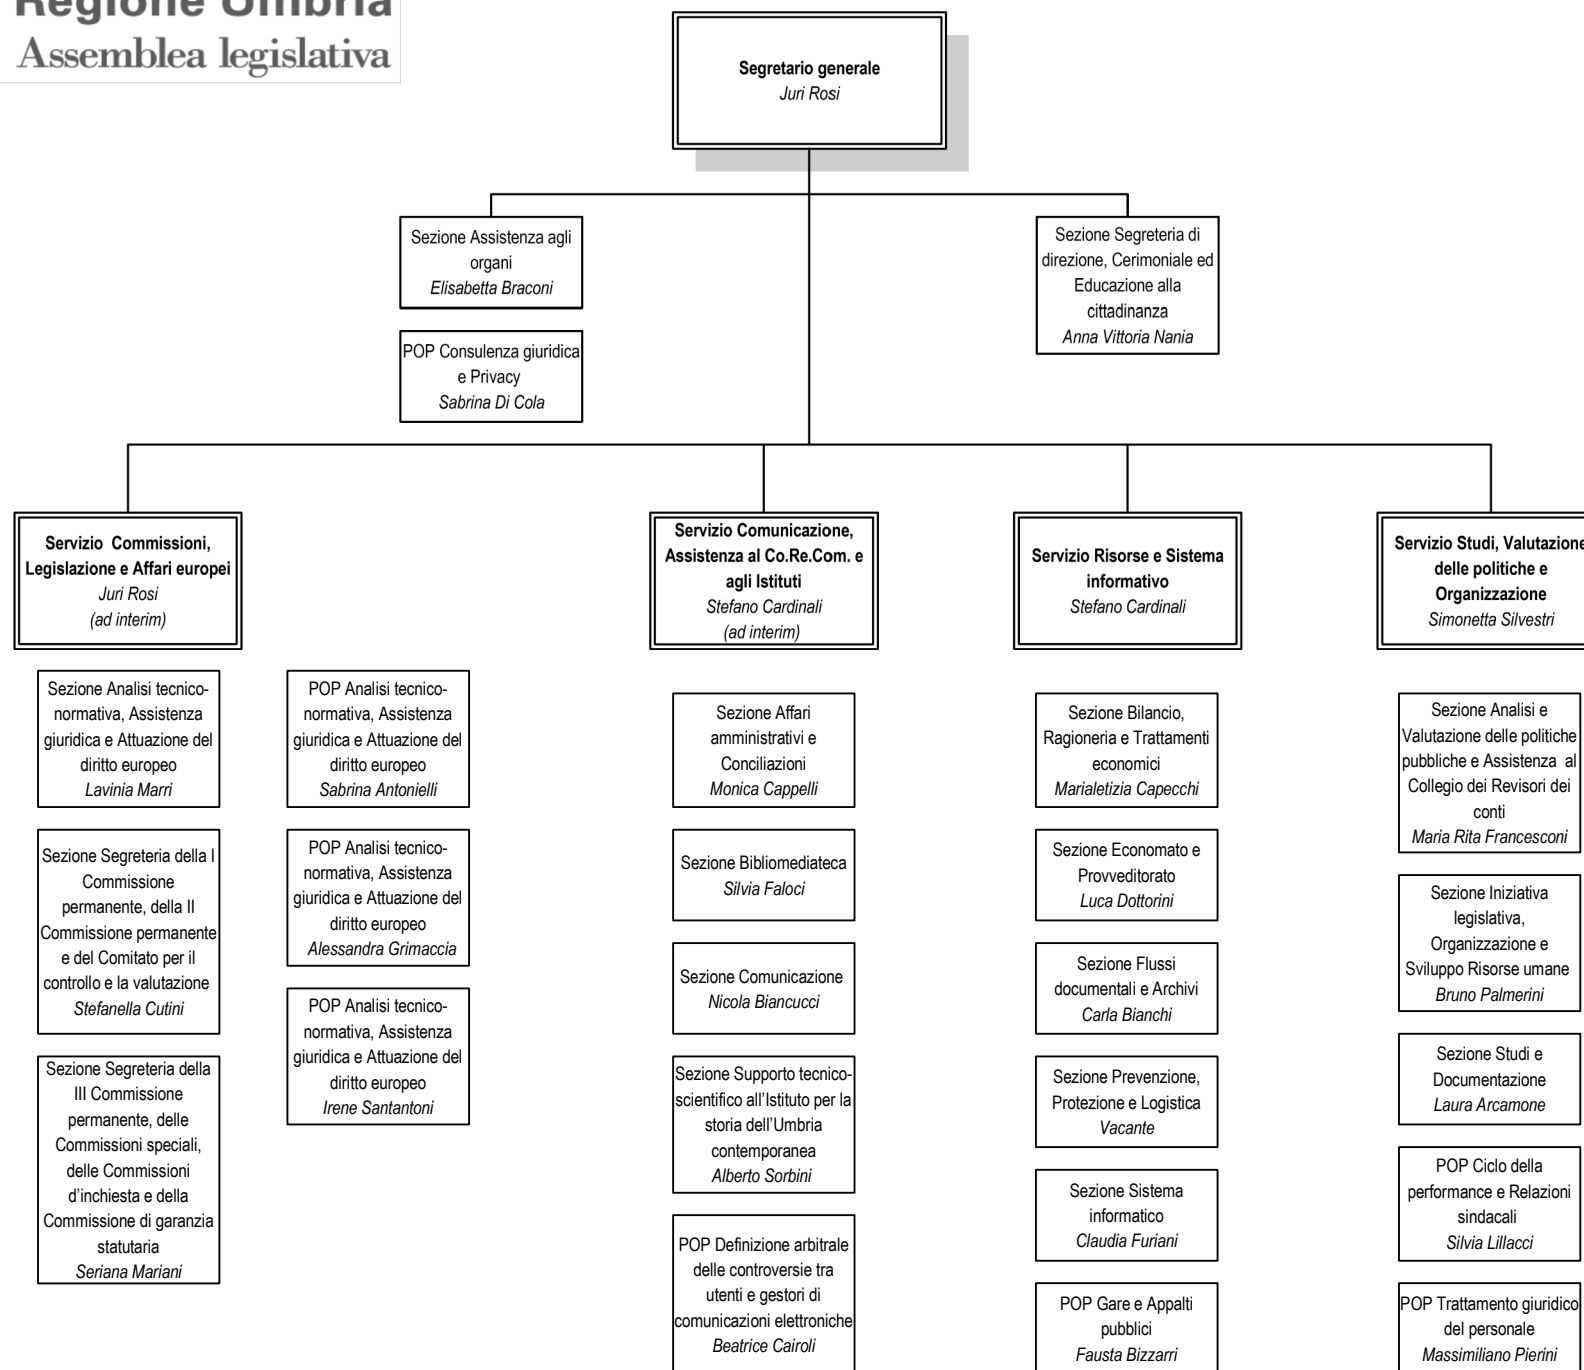 Regione Umbria
Assemblea legislativa
Segretario generale
Juri Rosi
Sezione Assistenza agli
organi
Elisabetta Braconi
POP Consulenza giuridica
e Privacy
Sabrina Di Cola
Sezione Segreteria di
direzione, Cerimoniale ed
Educazione alla
cittadinanza
Anna Vittoria Nania
Servizio Commissioni,
Legislazione e Affari europei
Juri Rosi
(ad interim)
Sezione Analisi tecnico-
normativa, Assistenza
giuridica e Attuazione del
diritto europeo
Lavinia Marri
Sezione Segreteria della I
Commissione
permanente, della II
Commissione permanente
e del Comitato per il
controllo e la valutazione
Stefanella Cutini
Sezione Segreteria della
III Commissione
permanente, delle
Commissioni speciali,
delle Commissioni
d'inchiesta e della
Commissione di garanzia
statutaria
Seriana Mariani
POP Analisi tecnico-
normativa, Assistenza
giuridica e Attuazione del
diritto europeo
Sabrina Antonielli
POP Analisi tecnico-
normativa, Assistenza
giuridica e Attuazione del
diritto europeo
Alessandra Grimaccia
POP Analisi tecnico-
normativa, Assistenza
giuridica e Attuazione del
diritto europeo
Irene Santantoni
Servizio Comunicazione,
Assistenza al Co.Re.Com. e
agli Istituti
Stefano Cardinali
(ad interim)
Sezione Affari
amministrativi e
Conciliazioni
Monica Cappelli
Sezione Bibliomediateca
Silvia Faloci
Sezione Comunicazione
Nicola Biancucci
Sezione Supporto tecnico-
scientifico all'Istituto per la
storia dell'Umbria
contemporanea
Alberto Sorbini
POP Definizione arbitrale
delle controversie tra
utenti e gestori di
comunicazioni elettroniche
Beatrice Cairoli
Servizio Risorse e Sistema
informativo
Stefano Cardinali
Sezione Bilancio,
Ragioneria e Trattamenti
economici
Marialetizia Capecchi
Sezione Economato e
Provveditorato
Luca Dottorini
Sezione Flussi
documentali e Archivi
Carla Bianchi
Sezione Prevenzione,
Protezione e Logistica
Vacante
Sezione Sistema
informatico
Claudia Furiani
POP Gare e Appalti
pubblici
Fausta Bizzarri
Servizio Studi, Valutazione
delle politiche e
Organizzazione
Simonetta Silvestri
Sezione Analisi e
Valutazione delle politiche
pubbliche e Assistenza al
Collegio dei Revisori dei
conti
Maria Rita Francesconi
Sezione Iniziativa
legislativa,
Organizzazione e
Sviluppo Risorse umane
Bruno Palmerini
Sezione Studi e
Documentazione
Laura Arcamone
POP Ciclo della
performance e Relazioni
sindacali
Silvia Lillacci
POP Trattamento giuridico
del personale
Massimiliano Pierini